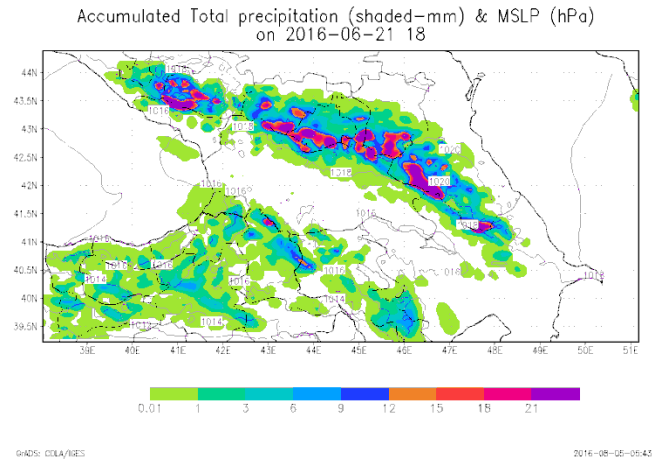 Accumulated Total precipitation (shaded-mm) & MSLP (hPa)
on 2016-06-21 18
44N
43.5N
43N
42.5N
42N
41.5N
41N
40.5N
40N
39.5N
1016
1016
1018
1020
1018
1020
1016
1016
1016
1016
1016
1016
1014
1014
1014
39E
40E
41E
42E
43E
44E
45E
46E
47E
48E
49E
50E
51E
0.01 1 3 6 9 12 15 18 21
GrADS: COLA/IGES
2016-08-05-05:43